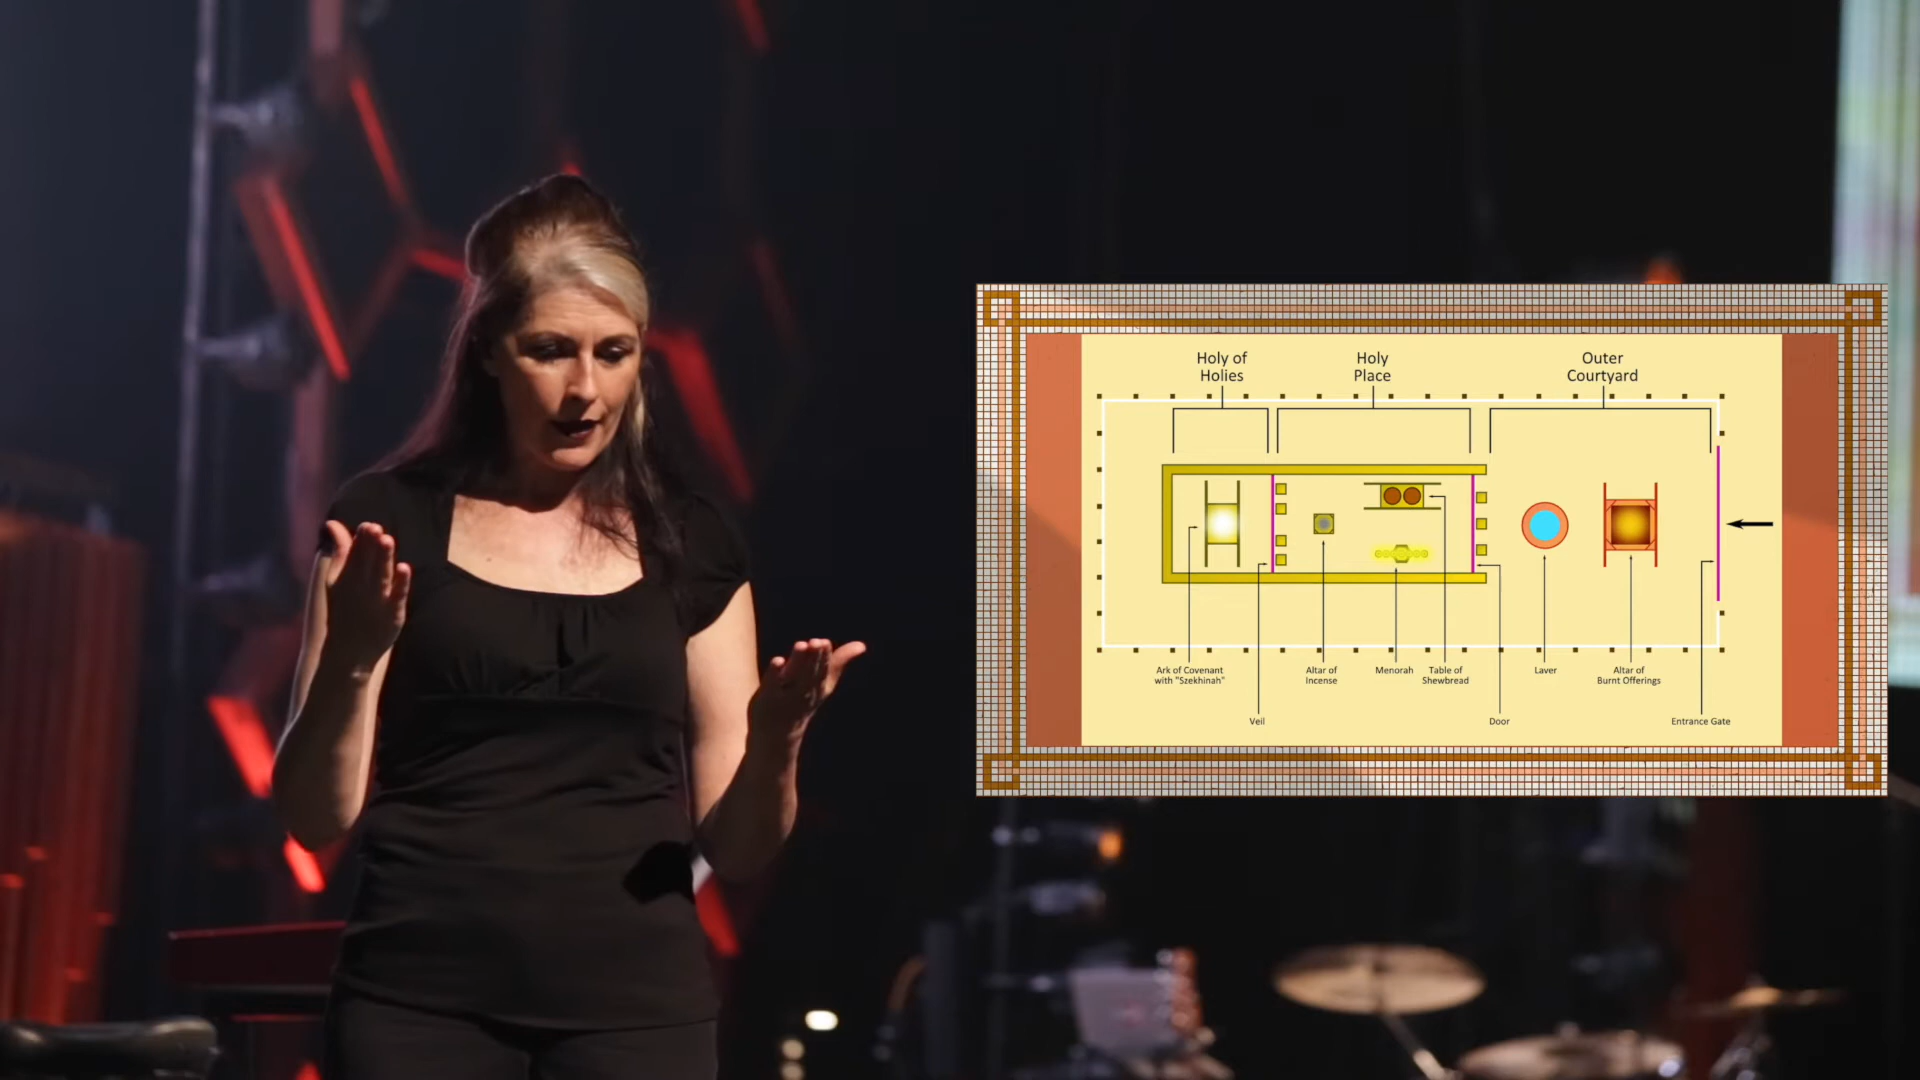 Holy of
Holies
Holy
Place
Outer
Courtyard
Ark of Covenant
with "Szekhinah"
Altar of
Incense
Menorah
Table of
Shewbread
Laver
Altar of
Burnt Offerings
Veil
Door
Entrance Gate